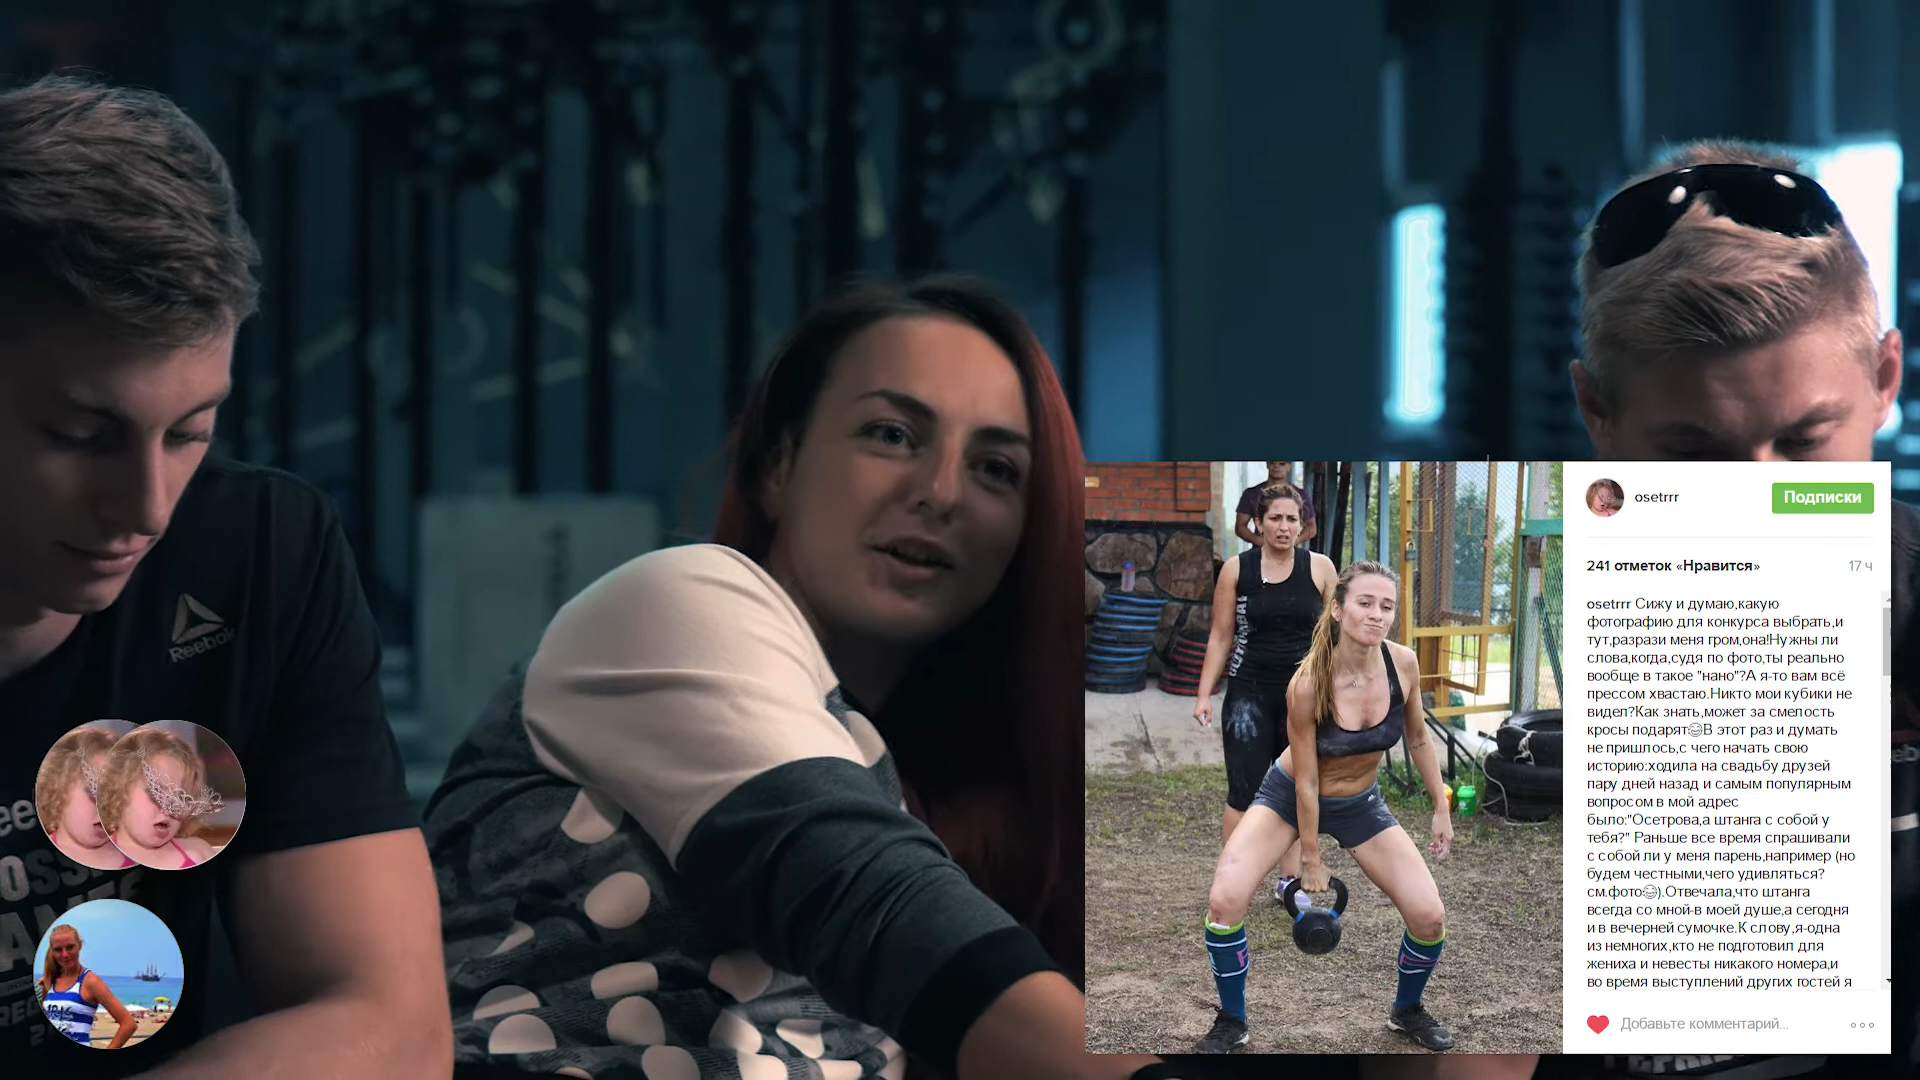 Reebok
osetrrr
Подписки
241 отметок «Нравится»
17 ч
osetrrr Сижу и думаю,какую
фотографию для конкурса выбрать,и
тут,разрази меня гром,она!Нужны ли
слова,когда,судя по фото,ты реально
вообще в такое "нано"?А я-то вам всё
прессом хвастаю.Никто мои кубики не
видел?Как знать,может за смелость
кросы подарят😂В этот раз и думать
не пришлось,с чего начать свою
историю:ходила на свадьбу друзей
пару дней назад и самым популярным
вопросом в мой адрес
было:"Осетрова,а штанга с собой у
тебя?" Раньше все время спрашивали
с собой ли у меня парень,например (но
будем честными,чего удивляться?
см.фото😂).Отвечала,что штанга
всегда со мной-в моей душе,а сегодня
и в вечерней сумочке.К слову,я-одна
из немногих,кто не подготовил для
жениха и невесты никакого номера,и
во время выступлений других гостей я
Добавьте комментарий...